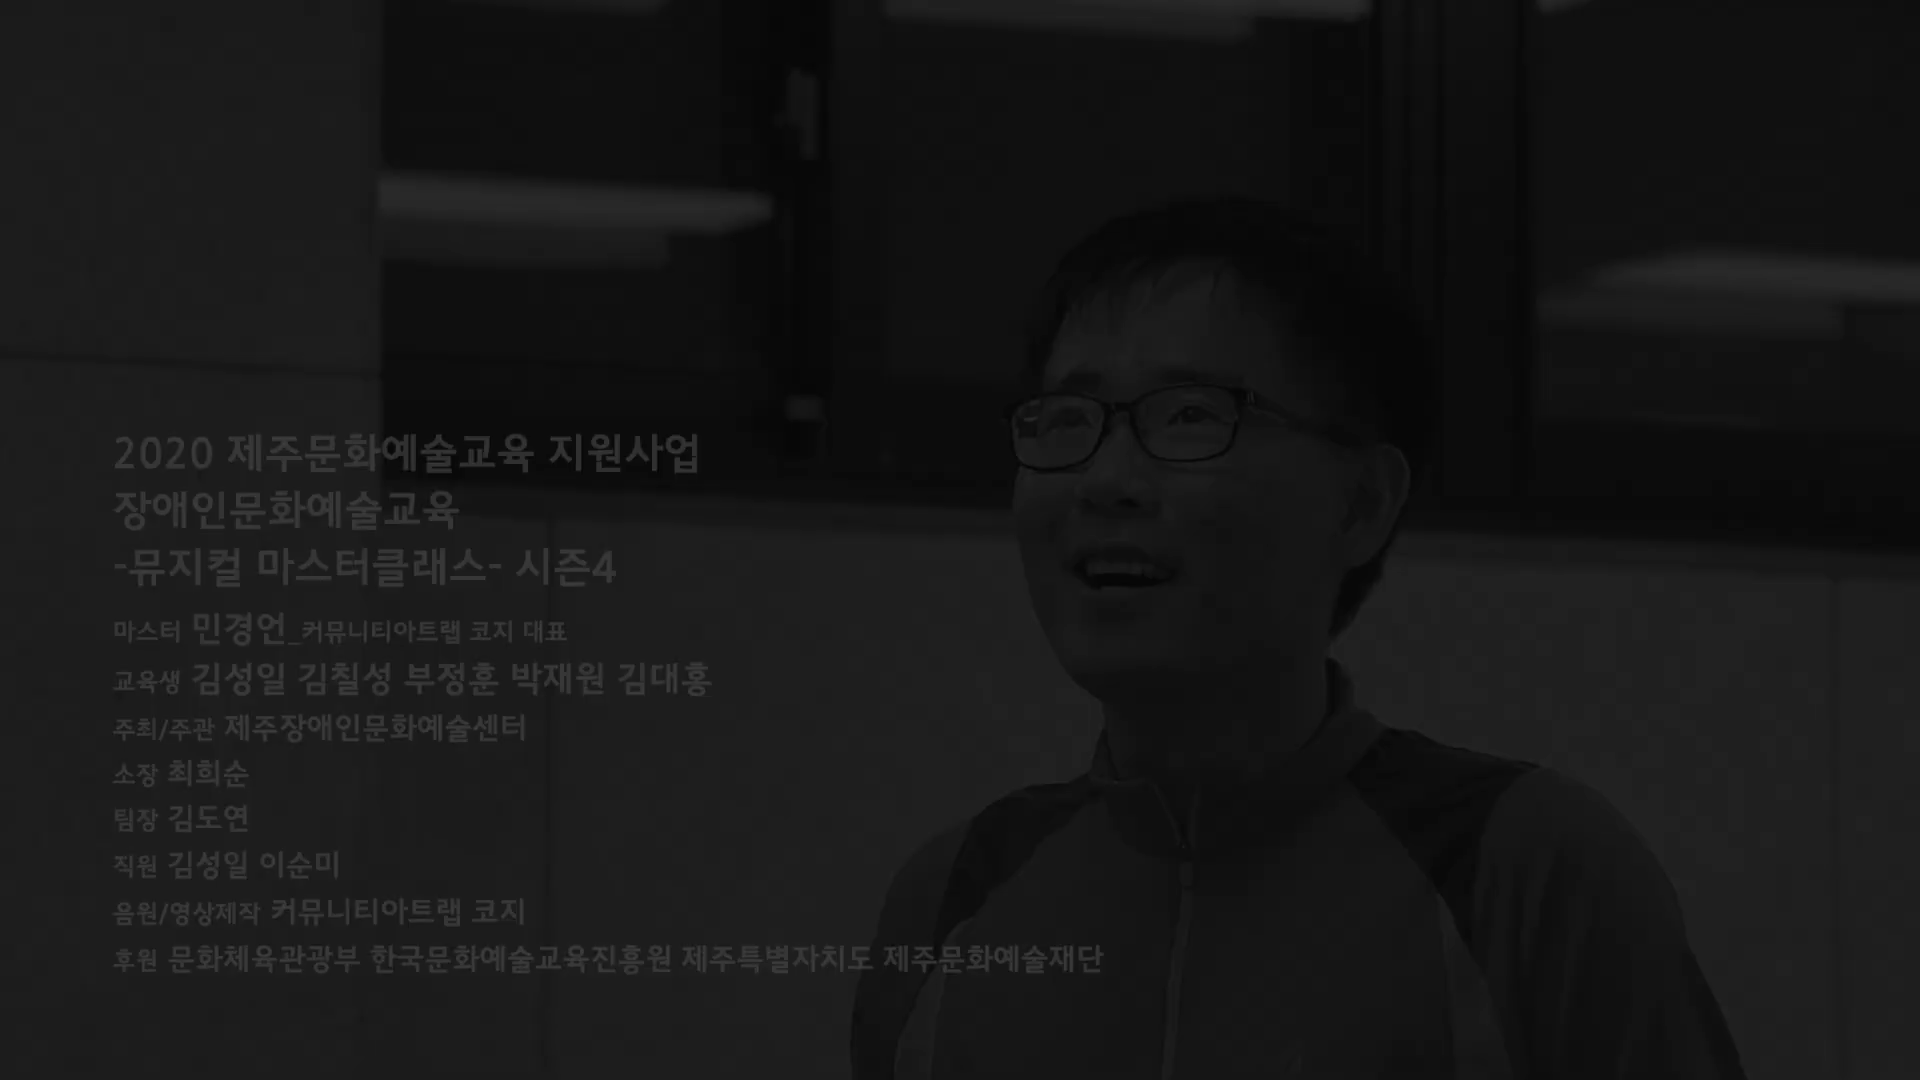 2020 제주문화예술교육 지원사업
장애인문화예술교육
-뮤지컬 마스터클래스- 시즌4
마스터 민경언_커뮤니티아트랩 코지 대표
교육생 김성일 김칠성 부정훈 박재원 김대홍
주최/주관 제주장애인문화예술센터
소장 최희순
팀장 김도연
직원 김성일 이순미
음원/영상제작 커뮤니티아트랩 코지
후원 문화체육관광부 한국문화예술교육진흥원 제주특별자치도 제주문화예술재단